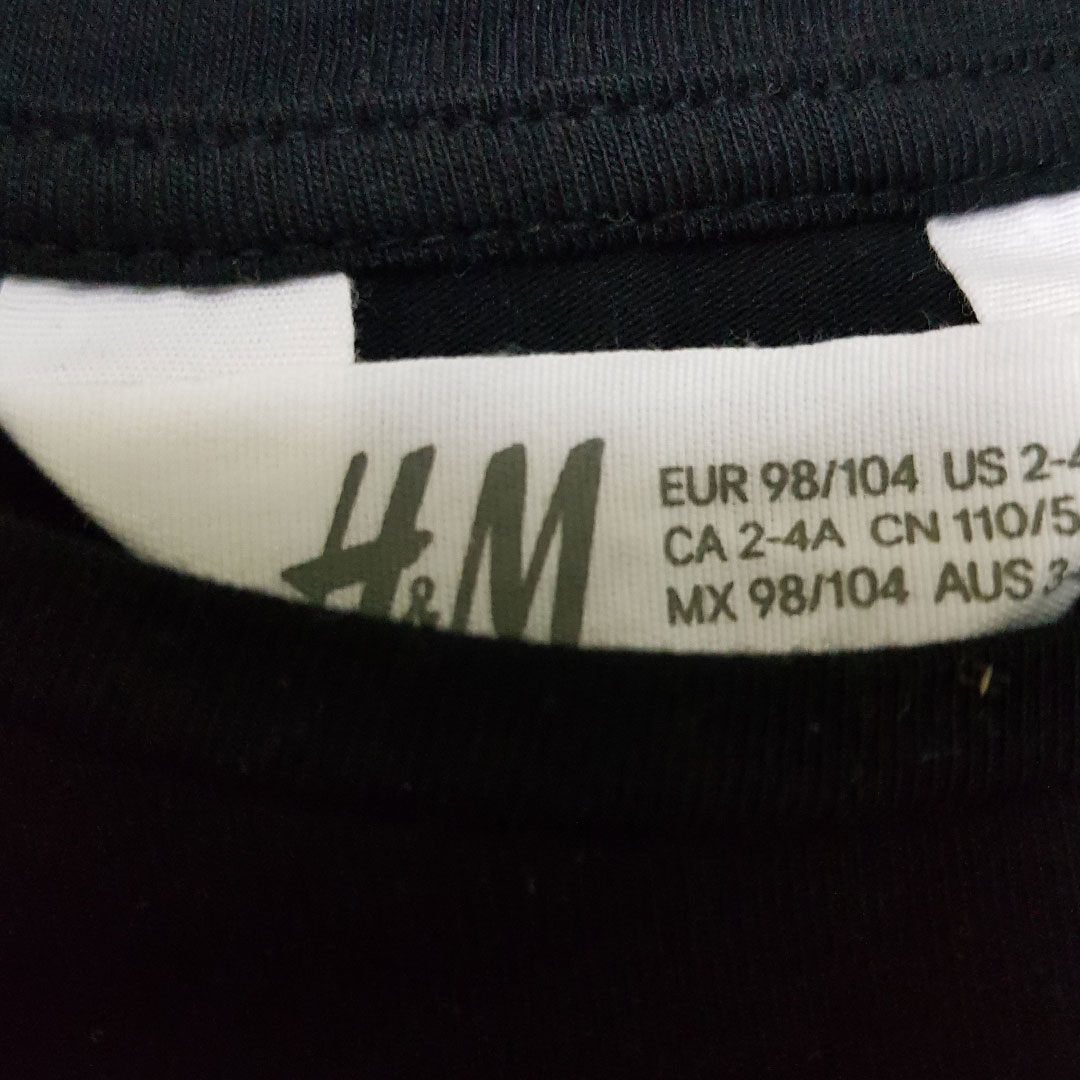 H&M
EUR 98/104 US 2-4
CA 2-4A CN 110/5
MX 98/104 AUS 3-